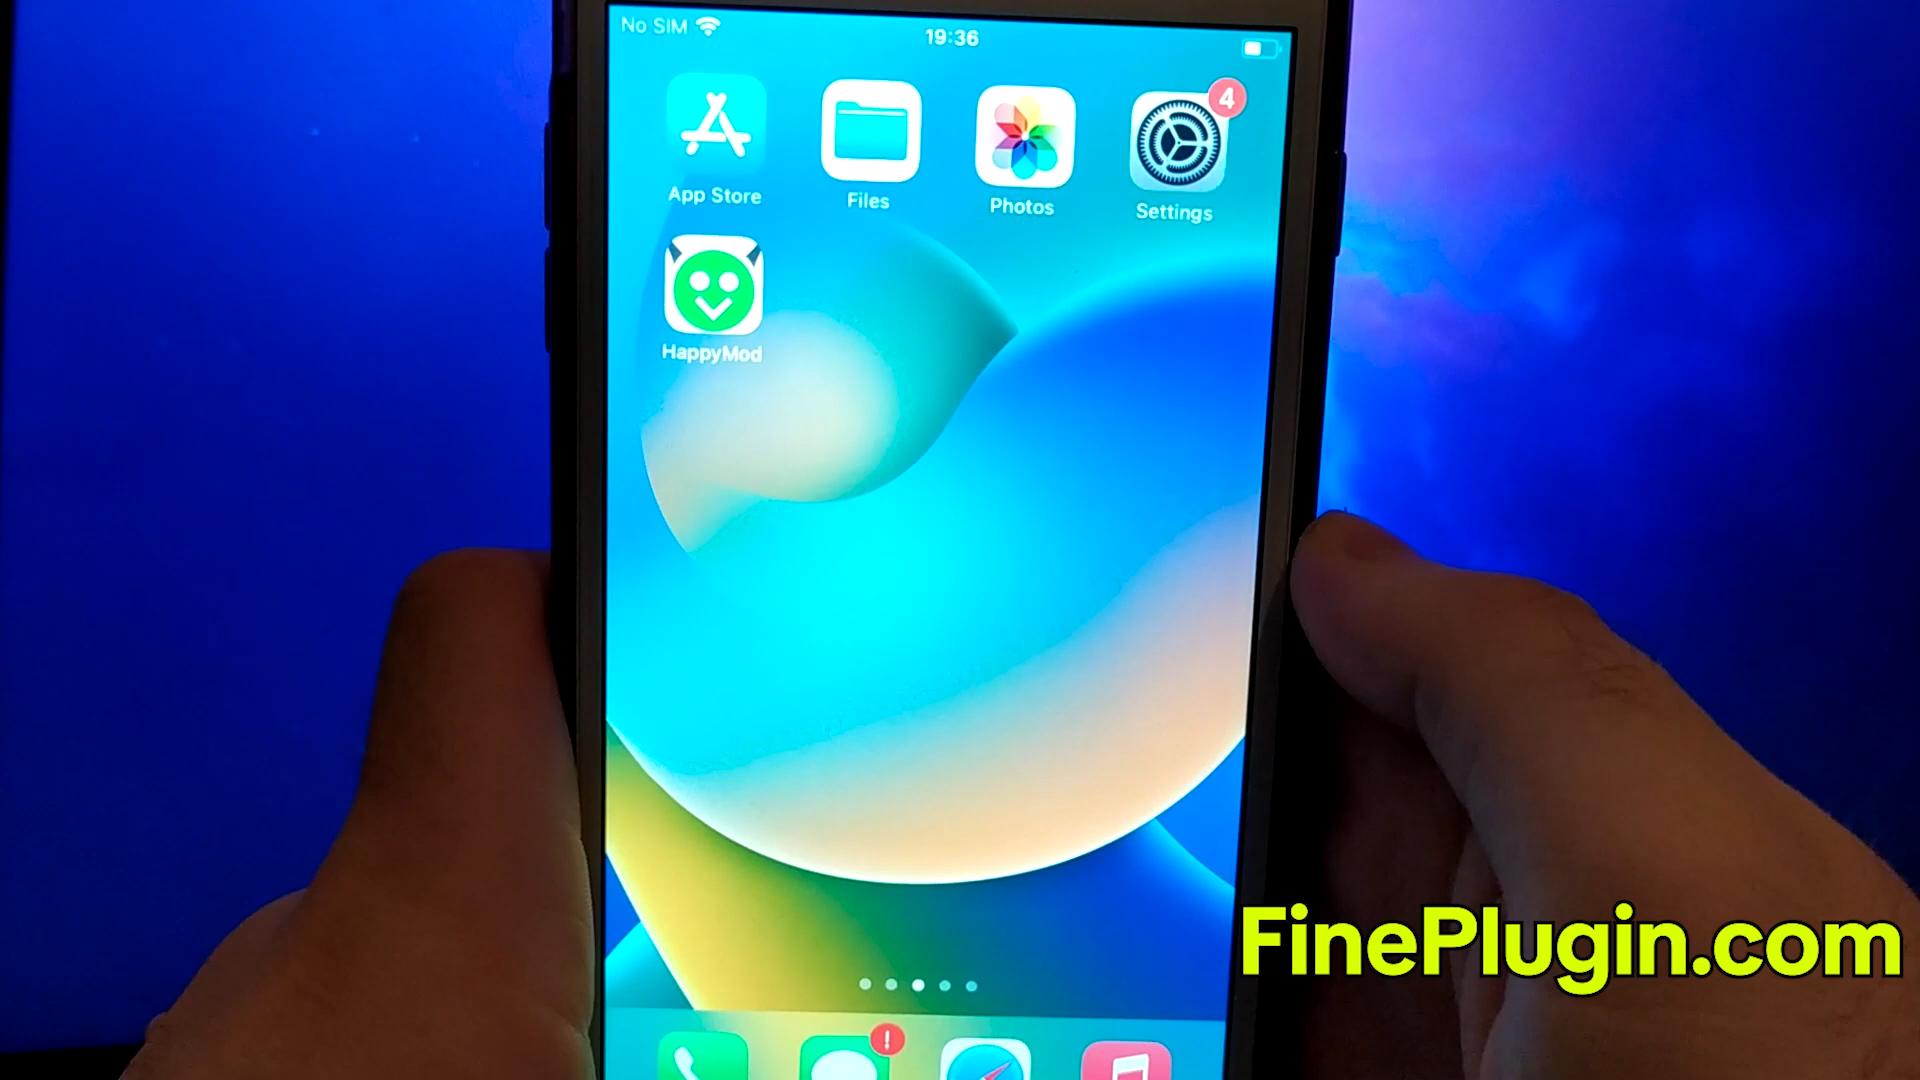 No SIM
19:36
4
App Store
Files
Photos
Settings
HappyMod
!
FinePlugin.com